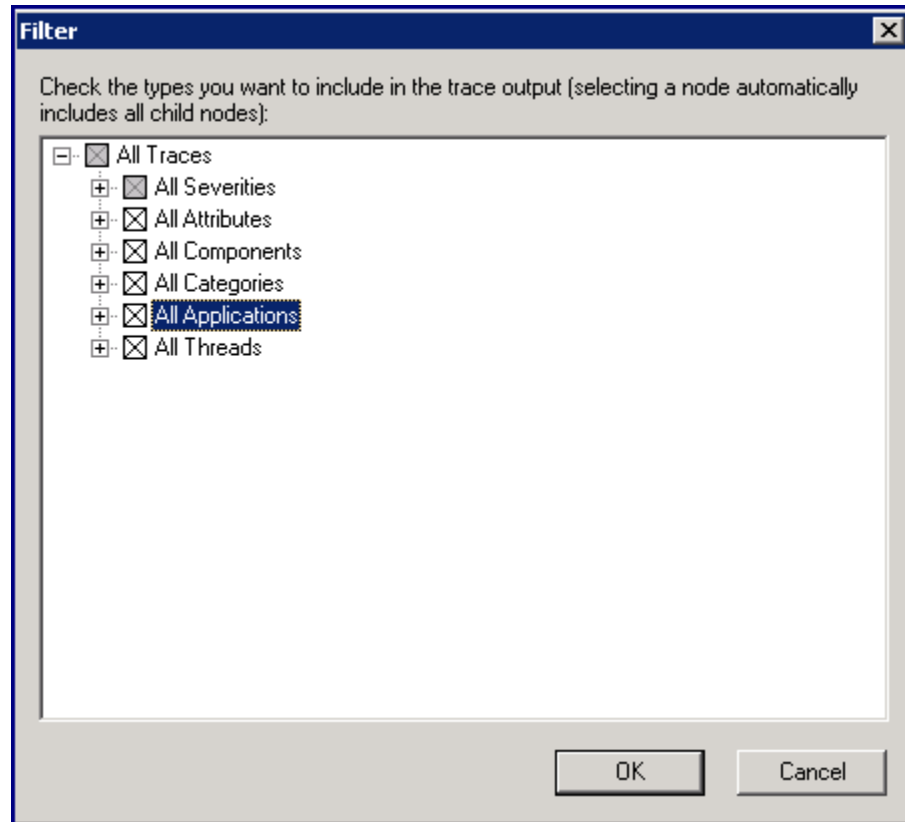 Filter
Check the types you want to include in the trace output (selecting a node automatically
includes all child nodes):
All Traces
All Severities
All Attributes
All Components
All Categories
All Applications
All Threads
OK Cancel